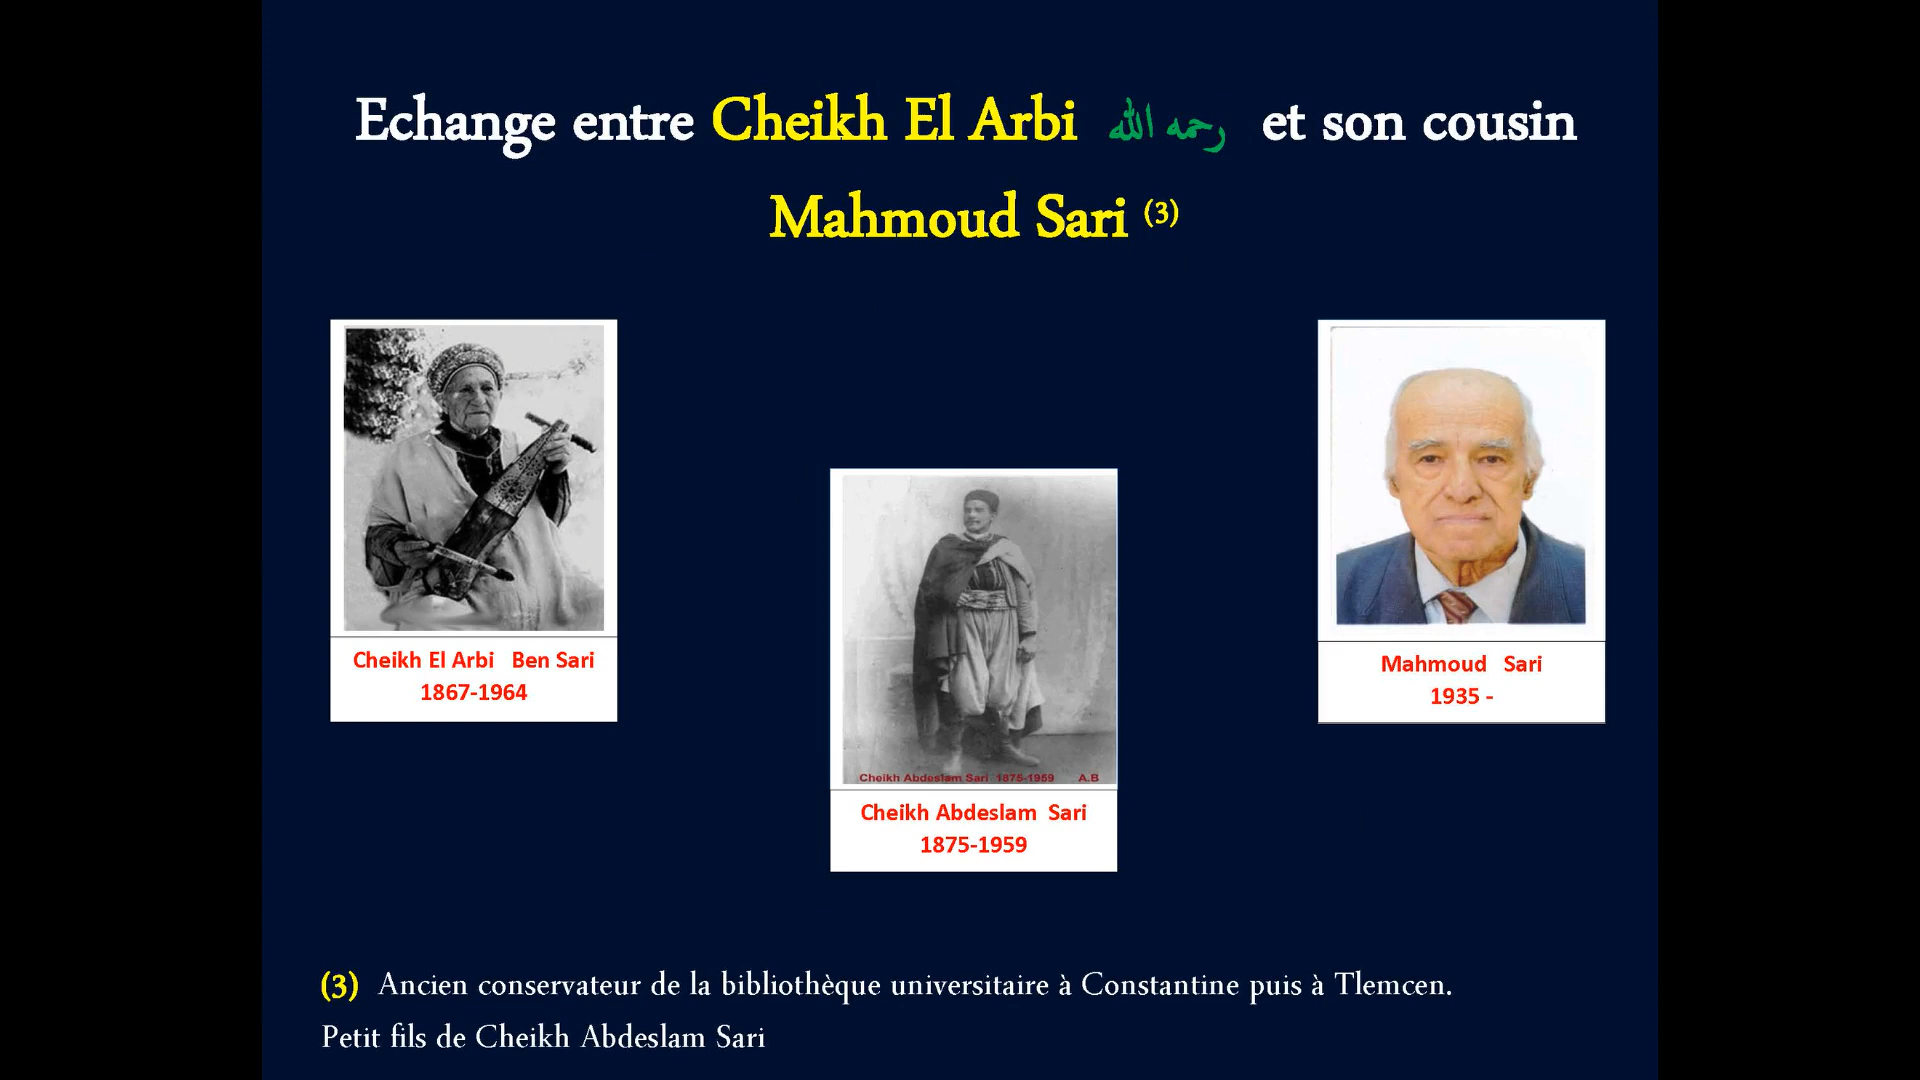 Echange entre Cheikh El Arbi رحمه الله et son cousin
Mahmoud Sari (3)
Cheikh El Arbi Ben Sari
1867-1964
Cheikh Abdeslam Sari 1875-1959 A.B
Cheikh Abdeslam Sari
1875-1959
Mahmoud Sari
1935 -
(3) Ancien conservateur de la bibliothèque universitaire à Constantine puis à Tlemcen.
Petit fils de Cheikh Abdeslam Sari